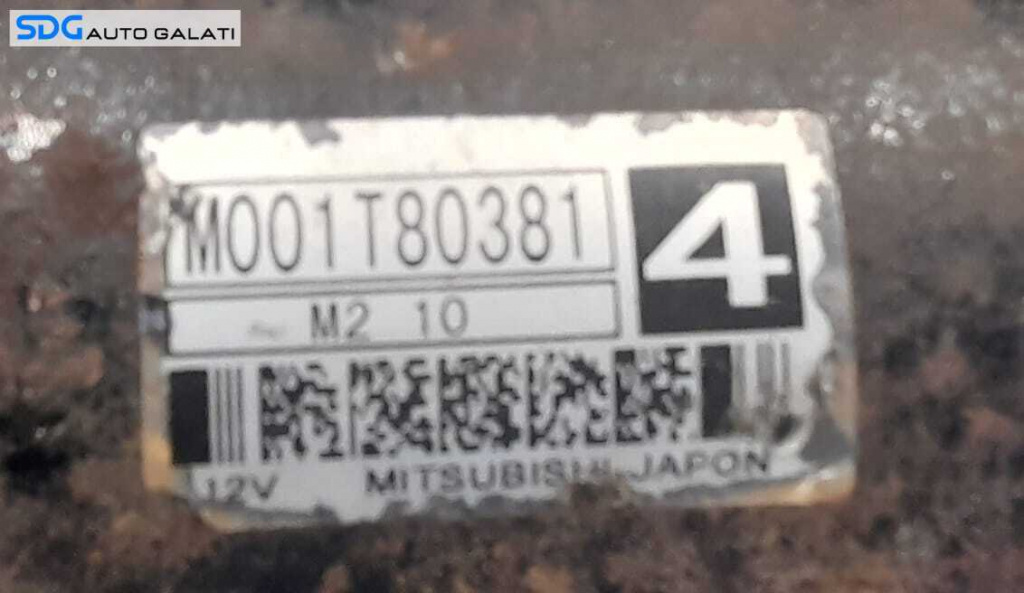 SDG AUTO GALATI
M001T80381
4
M2 10
12V MITSUBISHI JAPON